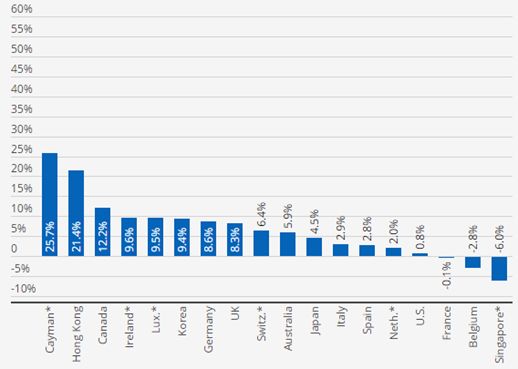 60%
55%
50%
45%
40%
35%
30%
25%
20%
15%
10%
5%
0
-5%
-10%
25.7%
21.4%
12.2%
9.6%
9.5%
9.4%
8.6%
8.3%
6.4%
5.9%
4.5%
2.9%
2.8%
2.0%
0.8%
-0.1%
-2.8%
-6.0%
Cayman*
Hong Kong
Canada
Ireland*
Lux.*
Korea
Germany
UK
Switz.*
Australia
Japan
Italy
Spain
Neth.*
U.S.
France
Belgium
Singapore*